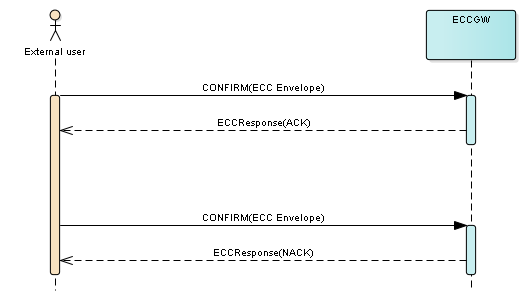 ECCGW
External user
CONFIRM(ECC Envelope)
ECCResponse(ACK)
CONFIRM(ECC Envelope)
ECCResponse(NACK)